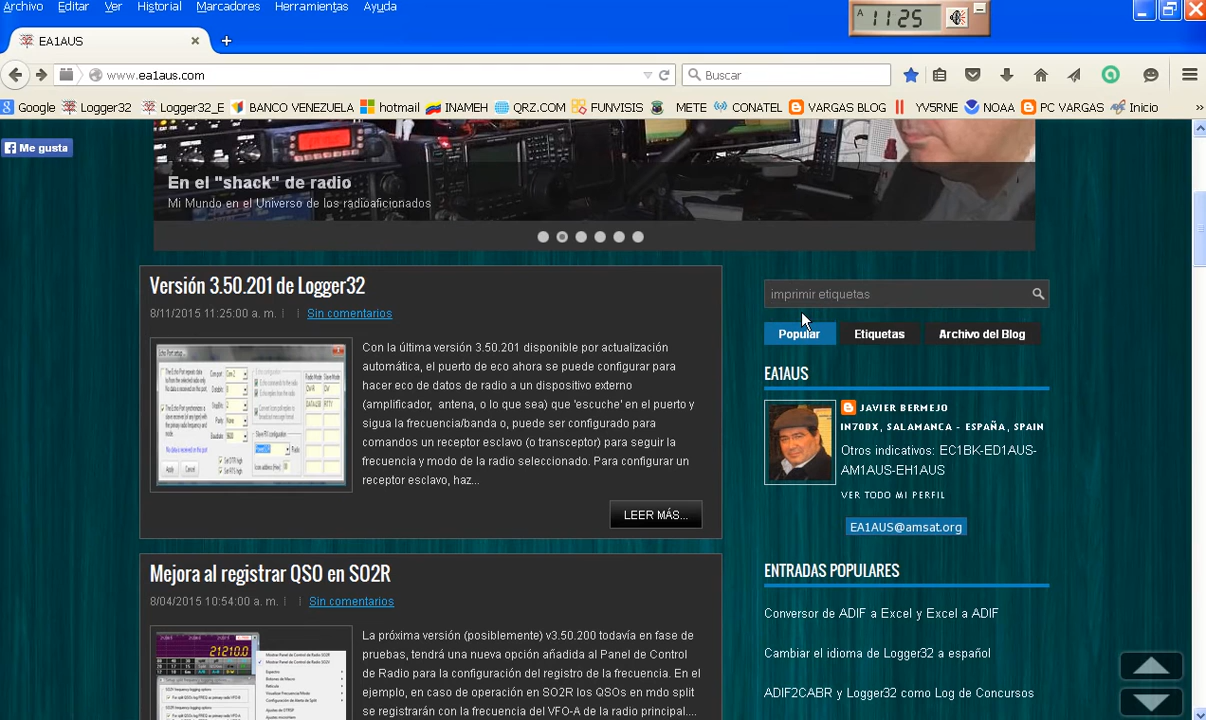 Archivo Editar Ver Historial Marcadores Herramientas Ayuda
A 11 25
EA1AUS
www.ea1aus.com
Buscar
Google Logger32 Logger32_E BANCO VENEZUELA hotmail INAMEH QRZ.COM FUNVISIS METE CONATEL VARGAS BLOG YV5RNE NOAA PC VARGAS Inicio »
Me gusta
En el "shack" de radio
Mi Mundo en el Universo de los radioaficionados
Versión 3.50.201 de Logger32
8/11/2015 11:25:00 a. m. | | Sin comentarios
Con la última versión 3.50.201 disponible por actualización
automática, el puerto de eco ahora se puede configurar para
hacer eco de datos de radio a un dispositivo externo
(amplificador, antena, o lo que sea) que 'escuche' en el puerto y
sigua la frecuencia/banda o, puede ser configurado para
comandos un receptor esclavo (o transceptor) para seguir la
frecuencia y modo de la radio seleccionado. Para configurar un
receptor esclavo, haz...
LEER MÁS...
Mejora al registrar QSO en SO2R
8/04/2015 10:54:00 a. m. | | Sin comentarios
21210.0
La próxima versión (posiblemente) v3.50.200 todavía en fase de
pruebas, tendrá una nueva opción añadida al Panel de Control
de Radio para la configuración del registro de la frecuencia. En el
ejemplo, en caso de operación en SO2R los QSOs en mdo split
se registrarán con la frecuencia del VFO-A de la radio principal....
imprimir etiquetas
Popular Etiquetas Archivo del Blog
EA1AUS
JAVIER BERMEJO
IN70DX, SALAMANCA - ESPAÑA, SPAIN
Otros indicativos: EC1BK-ED1AUS-
AM1AUS-EH1AUS
VER TODO MI PERFIL
EA1AUS@amsat.org
ENTRADAS POPULARES
Conversor de ADIF a Excel y Excel a ADIF
Cambiar el idioma de Logger32 a español
ADIF2CABR y Logger32 como Log de Concursos